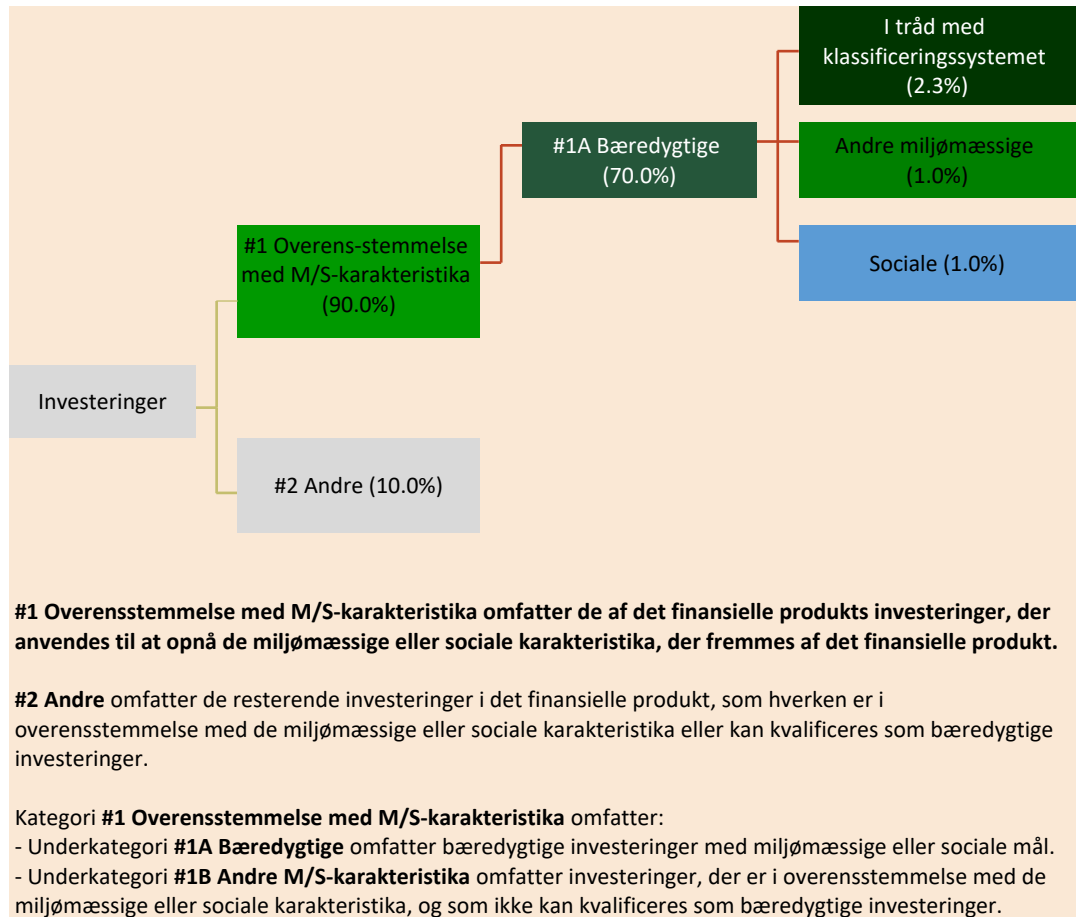 I tråd med
klassificeringssystemet
(2.3%)
#1A Bæredygtige
(70.0%)
Andre miljømæssige
(1.0%)
#1 Overens-stemmelse
med M/S-karakteristika
(90.0%)
Sociale (1.0%)
Investeringer
#2 Andre (10.0%)
#1 Overensstemmelse med M/S-karakteristika omfatter de af det finansielle produkts investeringer, der
anvendes til at opnå de miljømæssige eller sociale karakteristika, der fremmes af det finansielle produkt.
#2 Andre omfatter de resterende investeringer i det finansielle produkt, som hverken er i
overensstemmelse med de miljømæssige eller sociale karakteristika eller kan kvalificeres som bæredygtige
investeringer.
Kategori #1 Overensstemmelse med M/S-karakteristika omfatter:
- Underkategori #1A Bæredygtige omfatter bæredygtige investeringer med miljømæssige eller sociale mål.
- Underkategori #1B Andre M/S-karakteristika omfatter investeringer, der er i overensstemmelse med de
miljømæssige eller sociale karakteristika, og som ikke kan kvalificeres som bæredygtige investeringer.